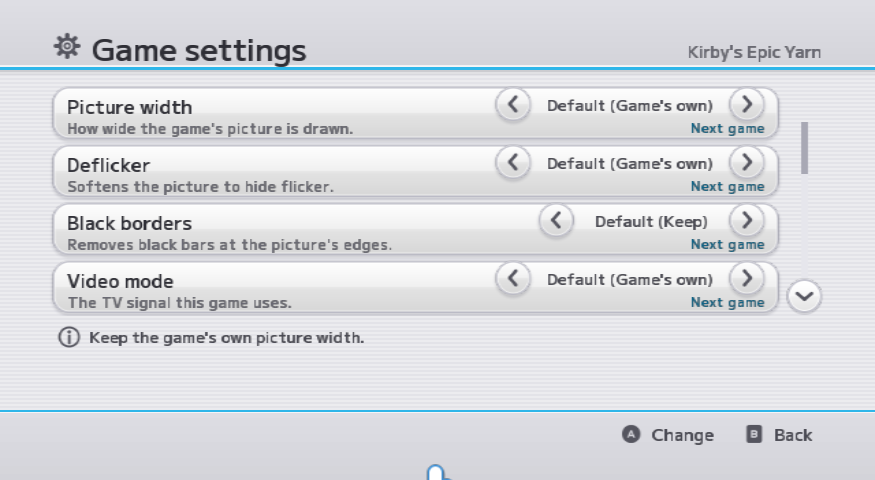 Game settings
Kirby's Epic Yarn
Picture width
Default (Game's own)
How wide the game's picture is drawn.
Next game
Deflicker
Default (Game's own)
Softens the picture to hide flicker.
Next game
Black borders
Default (Keep)
Removes black bars at the picture's edges.
Next game
Video mode
Default (Game's own)
The TV signal this game uses.
Next game
Keep the game's own picture width.
A Change
B Back